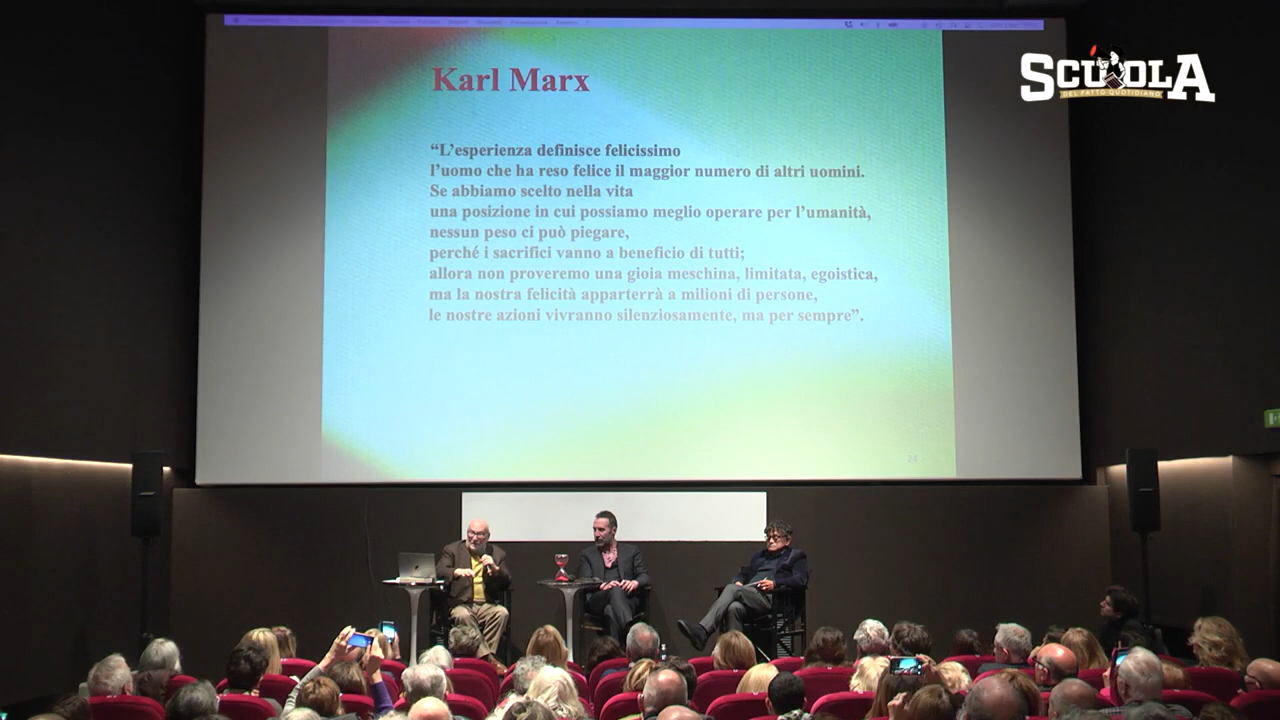 Karl Marx
SCUOLA
DEL FATTO QUOTIDIANO
“L’esperienza definisce felicissimo
l’uomo che ha reso felice il maggior numero di altri uomini.
Se abbiamo scelto nella vita
una posizione in cui possiamo meglio operare per l’umanità,
nessun peso ci può piegare,
perché i sacrifici vanno a beneficio di tutti;
allora non proveremo una gioia meschina, limitata, egoistica,
ma la nostra felicità apparterrà a milioni di persone,
le nostre azioni vivranno silenziosamente, ma per sempre”.
24